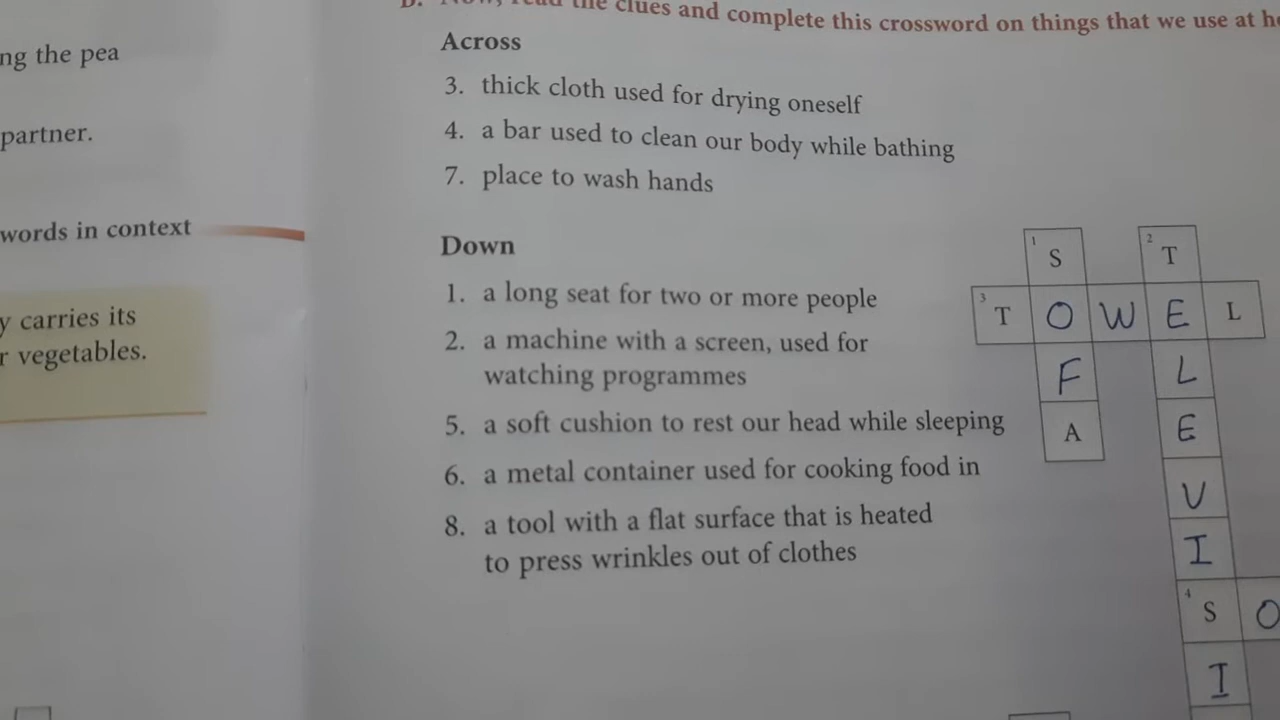 ng the pea
partner.
words in context
y carries its
r vegetables.
the clues and complete this crossword on things that we use at
Across
3. thick cloth used for drying oneself
4. a bar used to clean our body while bathing
7. place to wash hands
Down
1. a long seat for two or more people
2. a machine with a screen, used for
watching programmes
5. a soft cushion to rest our head while sleeping
6. a metal container used for cooking food in
8. a tool with a flat surface that is heated
to press wrinkles out of clothes
1 S 2 T
3 T O W E L
F L
A E
V
I
4 S O
I